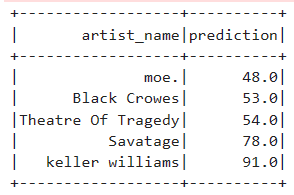 +------------------+----------+
|       artist_name|prediction|
+------------------+----------+
|              moe.|      48.0|
|      Black Crowes|      53.0|
|Theatre Of Tragedy|      54.0|
|          Savatage|      78.0|
|   keller williams|      91.0|
+------------------+----------+